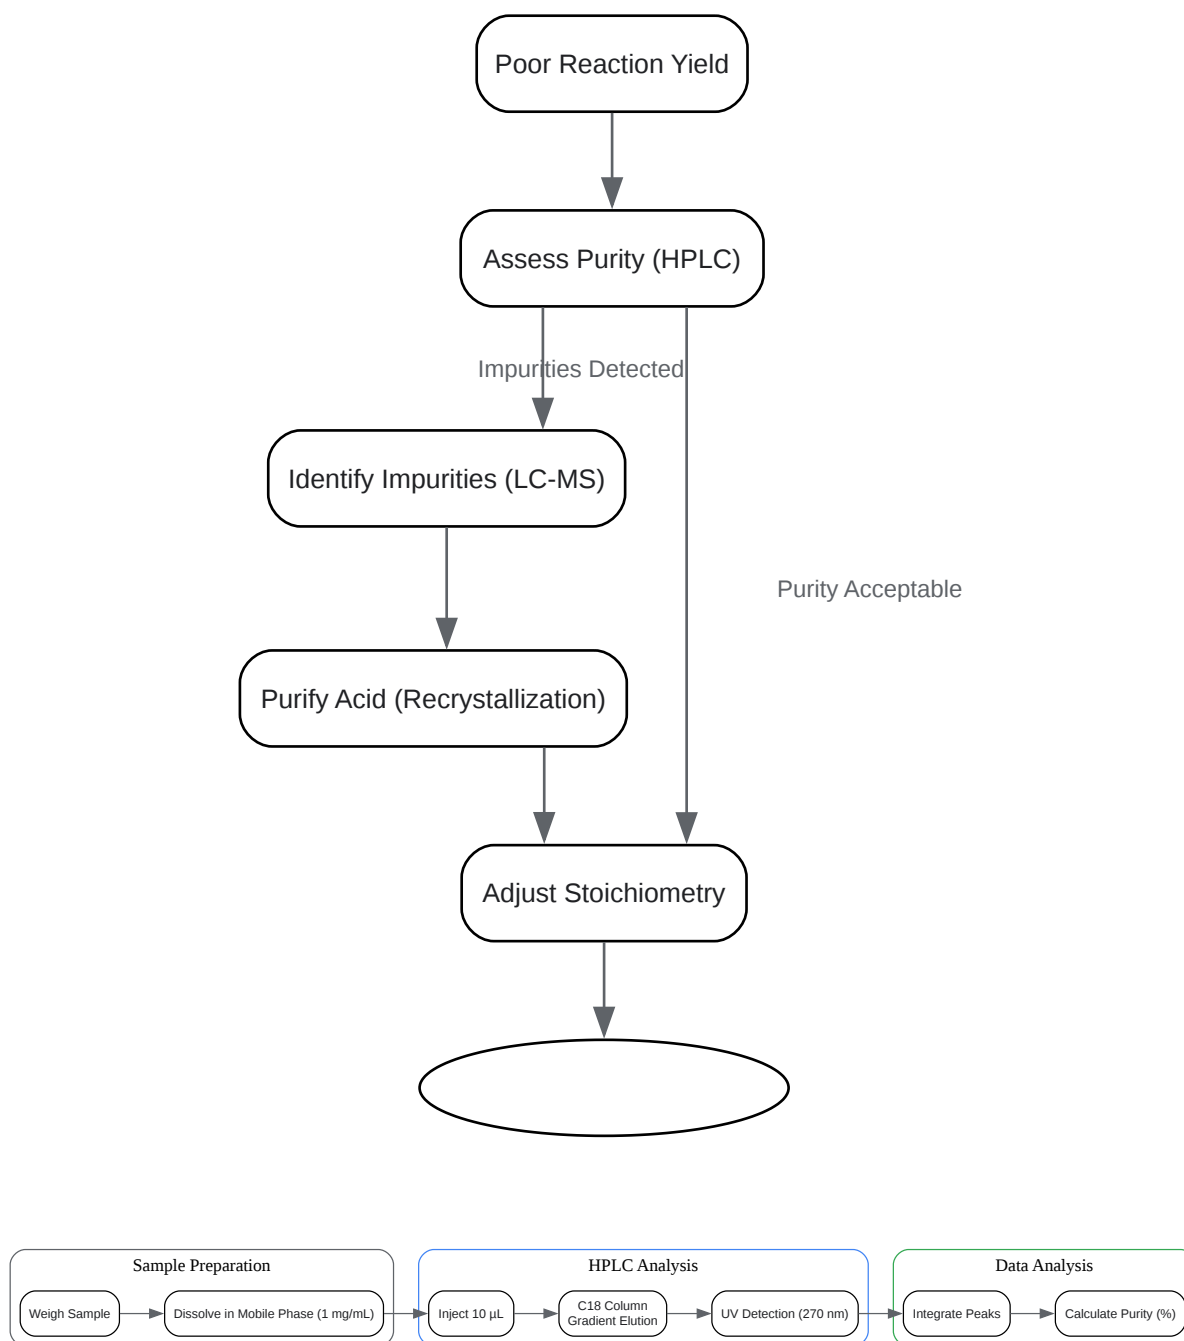 Poor Reaction Yield
Assess Purity (HPLC)
Impurities Detected
Identify Impurities (LC-MS)
Purity Acceptable
Purify Acid (Recrystallization)
Adjust Stoichiometry
Sample Preparation
Weigh Sample
Dissolve in Mobile Phase (1 mg/mL)
HPLC Analysis
Inject 10 µL
C18 Column
Gradient Elution
UV Detection (270 nm)
Data Analysis
Integrate Peaks
Calculate Purity (%)